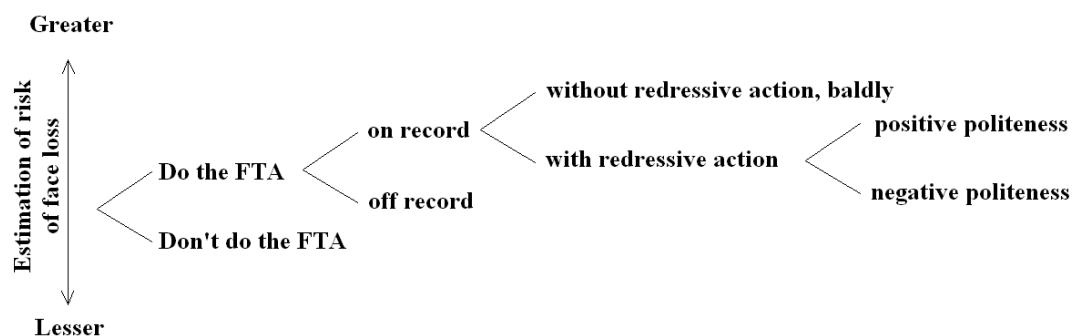 Greater
Estimation of risk
of face loss
without redressive action, baldly
positive politeness
on record
with redressive action
Do the FTA
negative politeness
off record
Don't do the FTA
Lesser